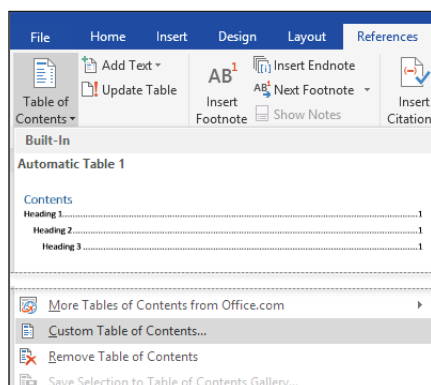 File Home Insert Design Layout References
Add Text
Update Table
Table of
Contents
AB1
Insert
Footnote
Insert Endnote
AB1 Next Footnote
Show Notes
(-)
Insert
Citation
Built-In
Automatic Table 1
Contents
Heading 1....................................................................................................1
Heading 2....................................................................................................1
Heading 3....................................................................................................1
More Tables of Contents from Office.com
Custom Table of Contents...
Remove Table of Contents
Save Selection to Table of Contents Gallery...